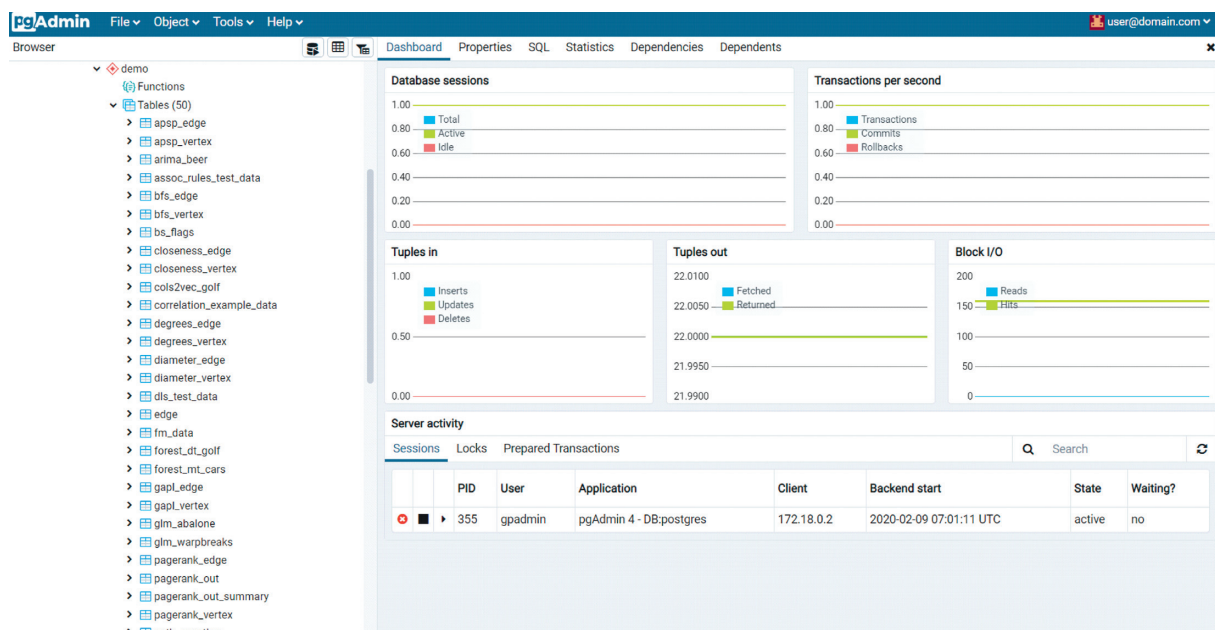 pgAdmin File Object Tools Help user@domain.com
Browser
demo
Functions
Tables (50)
apsp_edge
apsp_vertex
arima_beer
assoc_rules_test_data
bfs_edge
bfs_vertex
bs_flags
closeness_edge
closeness_vertex
cols2vec_golf
correlation_example_data
degrees_edge
degrees_vertex
diameter_edge
diameter_vertex
dls_test_data
edge
fm_data
forest_dt_golf
forest_mt_cars
gapl_edge
gapl_vertex
glm_abalone
glm_warpbreaks
pagerank_edge
pagerank_out
pagerank_out_summary
pagerank_vertex
Dashboard Properties SQL Statistics Dependencies Dependents
Database sessions
1.00
Total
0.80
Active
0.60
Idle
0.40
0.20
0.00
Transactions per second
1.00
Transactions
0.80
Commits
0.60
Rollbacks
0.40
0.20
0.00
Tuples in
1.00
Inserts
Updates
Deletes
0.50
0.00
Tuples out
22.0100
Fetched
22.0050
Returned
22.0000
21.9950
21.9900
Block I/O
200
Reads
150
Hits
100
50
0
Server activity
Sessions Locks Prepared Transactions Search
PID User Application Client Backend start State Waiting?
355 gpadmin pgAdmin 4 - DB:postgres 172.18.0.2 2020-02-09 07:01:11 UTC active no